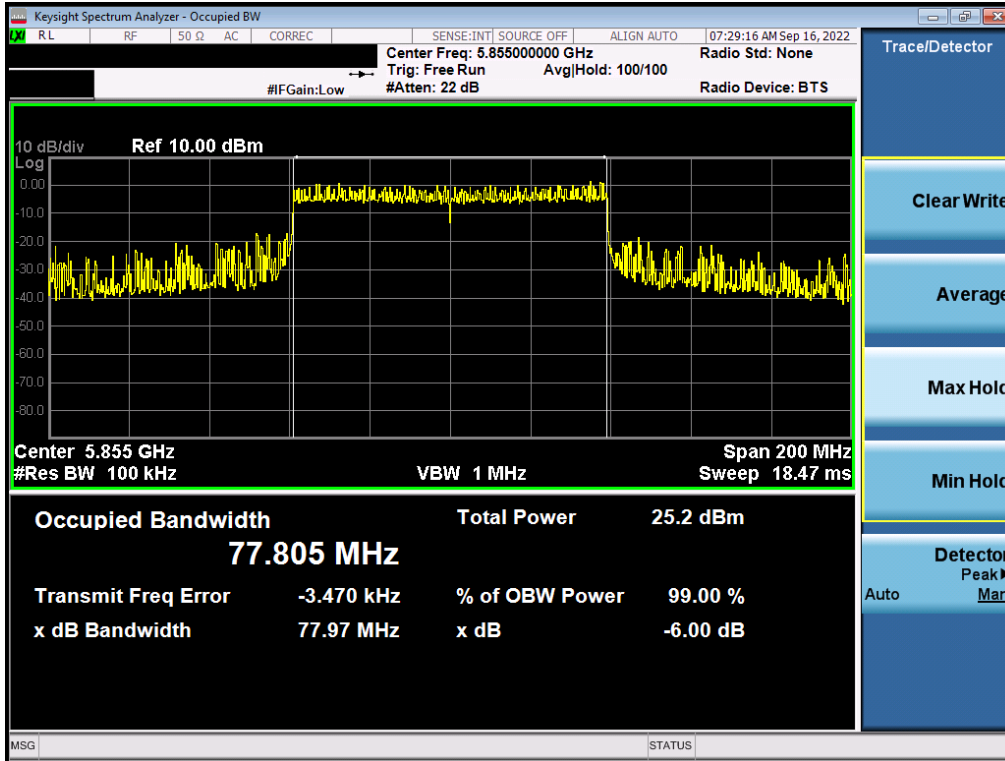 Keysight Spectrum Analyzer - Occupied BW
LXI RL RF 50 Ω AC CORREC SENSE:INT SOURCE OFF ALIGN AUTO 07:29:16 AM Sep 16, 2022
Center Freq: 5.855000000 GHz Radio Std: None
Trig: Free Run Avg|Hold: 100/100
#IFGain:Low #Atten: 22 dB Radio Device: BTS
10 dB/div Ref 10.00 dBm
Log
0.00
-10.0
-20.0
-30.0
-40.0
-50.0
-60.0
-70.0
-80.0
Center 5.855 GHz Span 200 MHz
#Res BW 100 kHz VBW 1 MHz Sweep 18.47 ms
Occupied Bandwidth Total Power 25.2 dBm
77.805 MHz
Transmit Freq Error -3.470 kHz % of OBW Power 99.00 %
x dB Bandwidth 77.97 MHz x dB -6.00 dB
MSG STATUS
Trace/Detector
Clear Write
Average
Max Hold
Min Hold
Detector
Peak
Auto Man